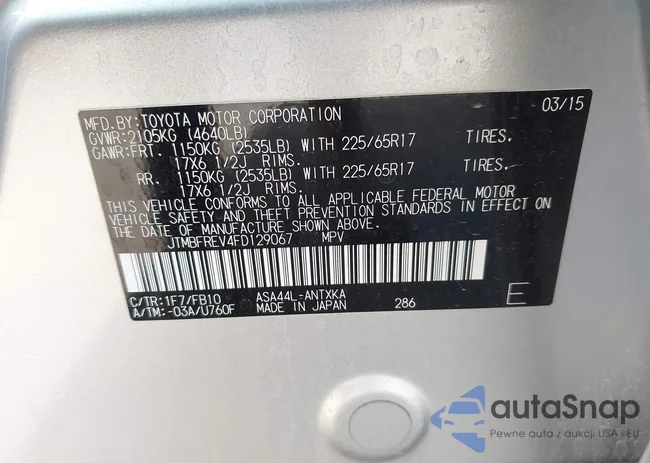 MFD.BY:TOYOTA MOTOR CORPORATION 03/15
GVWR:2105KG (4640LB)
GAWR:FRT. 1150KG (2535LB) WITH 225/65R17 TIRES.
17X6 1/2J RIMS.
RR. 1150KG (2535LB) WITH 225/65R17 TIRES.
17X6 1/2J RIMS.
THIS VEHICLE CONFORMS TO ALL APPLICABLE FEDERAL MOTOR
VEHICLE SAFETY AND THEFT PREVENTION STANDARDS IN EFFECT ON
THE DATE OF MANUFACTURE SHOWN ABOVE.
JTMBFREV4FD129067 MPV
C/TR:1F7/FB10 ASA44L-ANTXKA
A/TM:-03A/U760F MADE IN JAPAN 286 E
autoSnap
Pewne auta z aukcji USA i EU